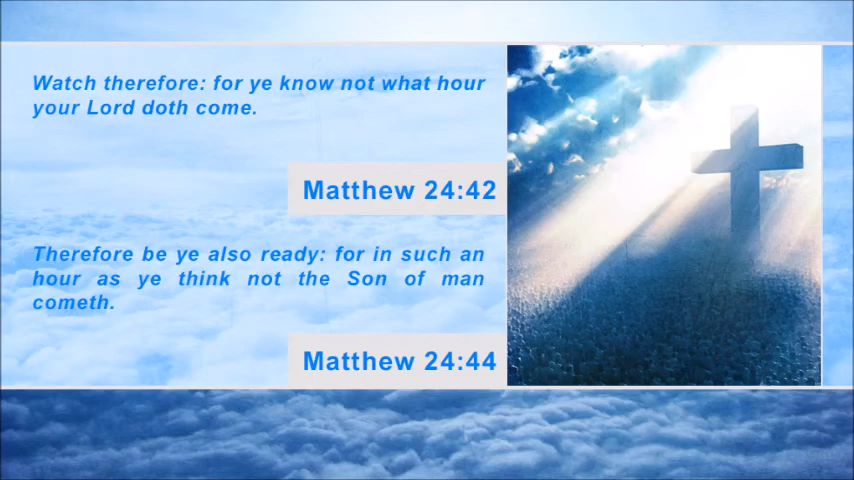 Watch therefore: for ye know not what hour
your Lord doth come.
Matthew 24:42
Therefore be ye also ready: for in such an
hour as ye think not the Son of man
cometh.
Matthew 24:44